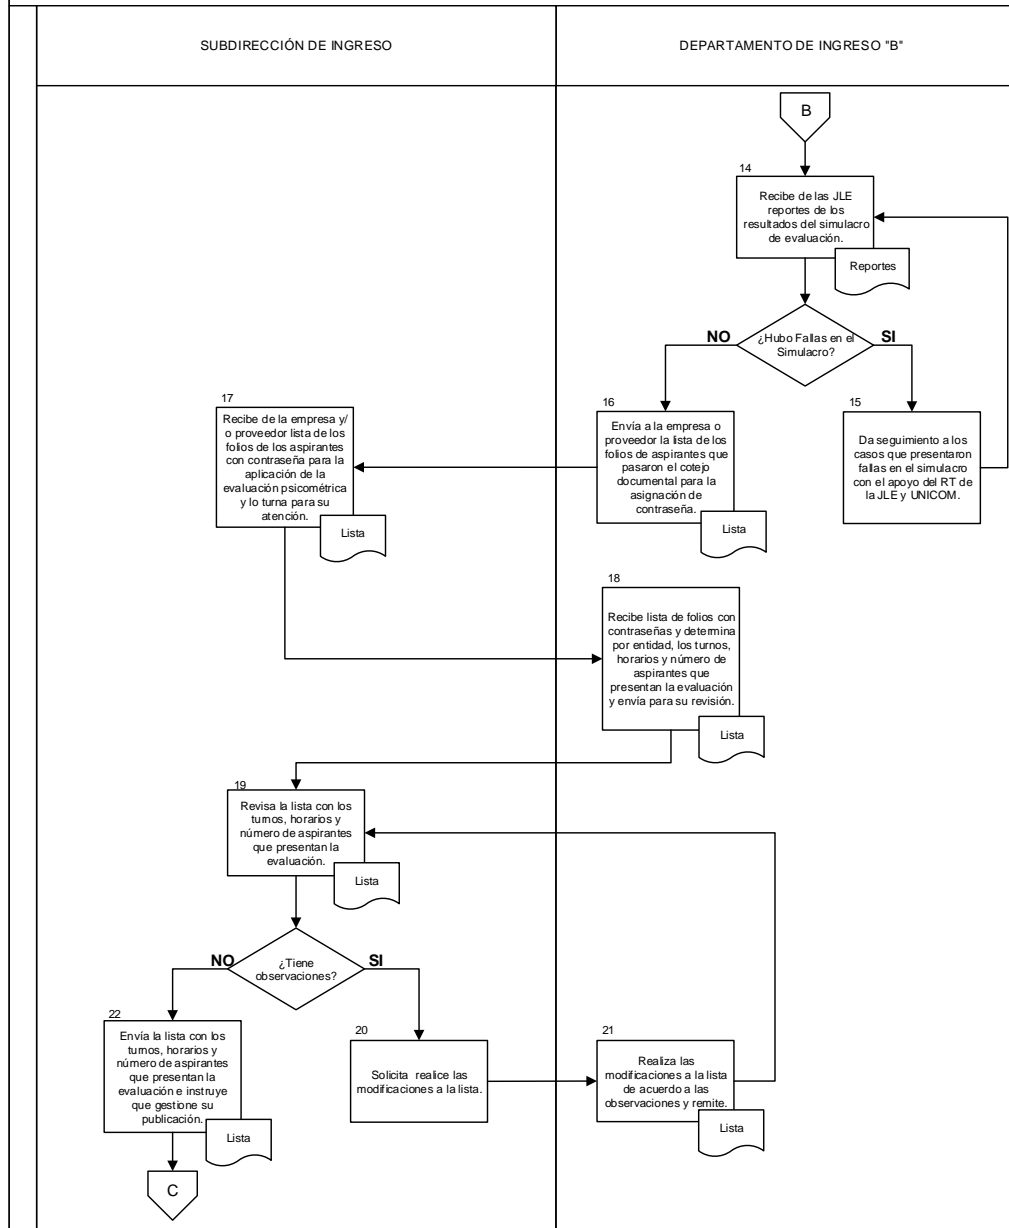 SUBDIRECCIÓN DE INGRESO
DEPARTAMENTO DE INGRESO "B"
B
14
Recibe de las JLE
reportes de los
resultados del simulacro
de evaluación.
Reportes
¿Hubo Fallas en el
Simulacro?
NO
SI
15
Da seguimiento a los
casos que presentaron
fallas en el simulacro
con el apoyo del RT de
la JLE y UNICOM.
16
Envía a la empresa o
proveedor la lista de los
folios de aspirantes que
pasaron el cotejo
documental para la
asignación de
contraseña.
Lista
17
Recibe de la empresa y/
o proveedor lista de los
folios de los aspirantes
con contraseña para la
aplicación de la
evaluación psicométrica
y lo turna para su
atención.
Lista
18
Recibe lista de folios con
contraseñas y determina
por entidad, los turnos,
horarios y número de
aspirantes que
presentan la evaluación
y envía para su revisión.
Lista
19
Revisa la lista con los
turnos, horarios y
número de aspirantes
que presentan la
evaluación.
Lista
¿Tiene
observaciones?
NO
SI
20
Solicita realice las
modificaciones a la lista.
21
Realiza las
modificaciones a la lista
de acuerdo a las
observaciones y remite.
Lista
22
Envía la lista con los
turnos, horarios y
número de aspirantes
que presentan la
evaluación e instruye
que gestione su
publicación.
Lista
C